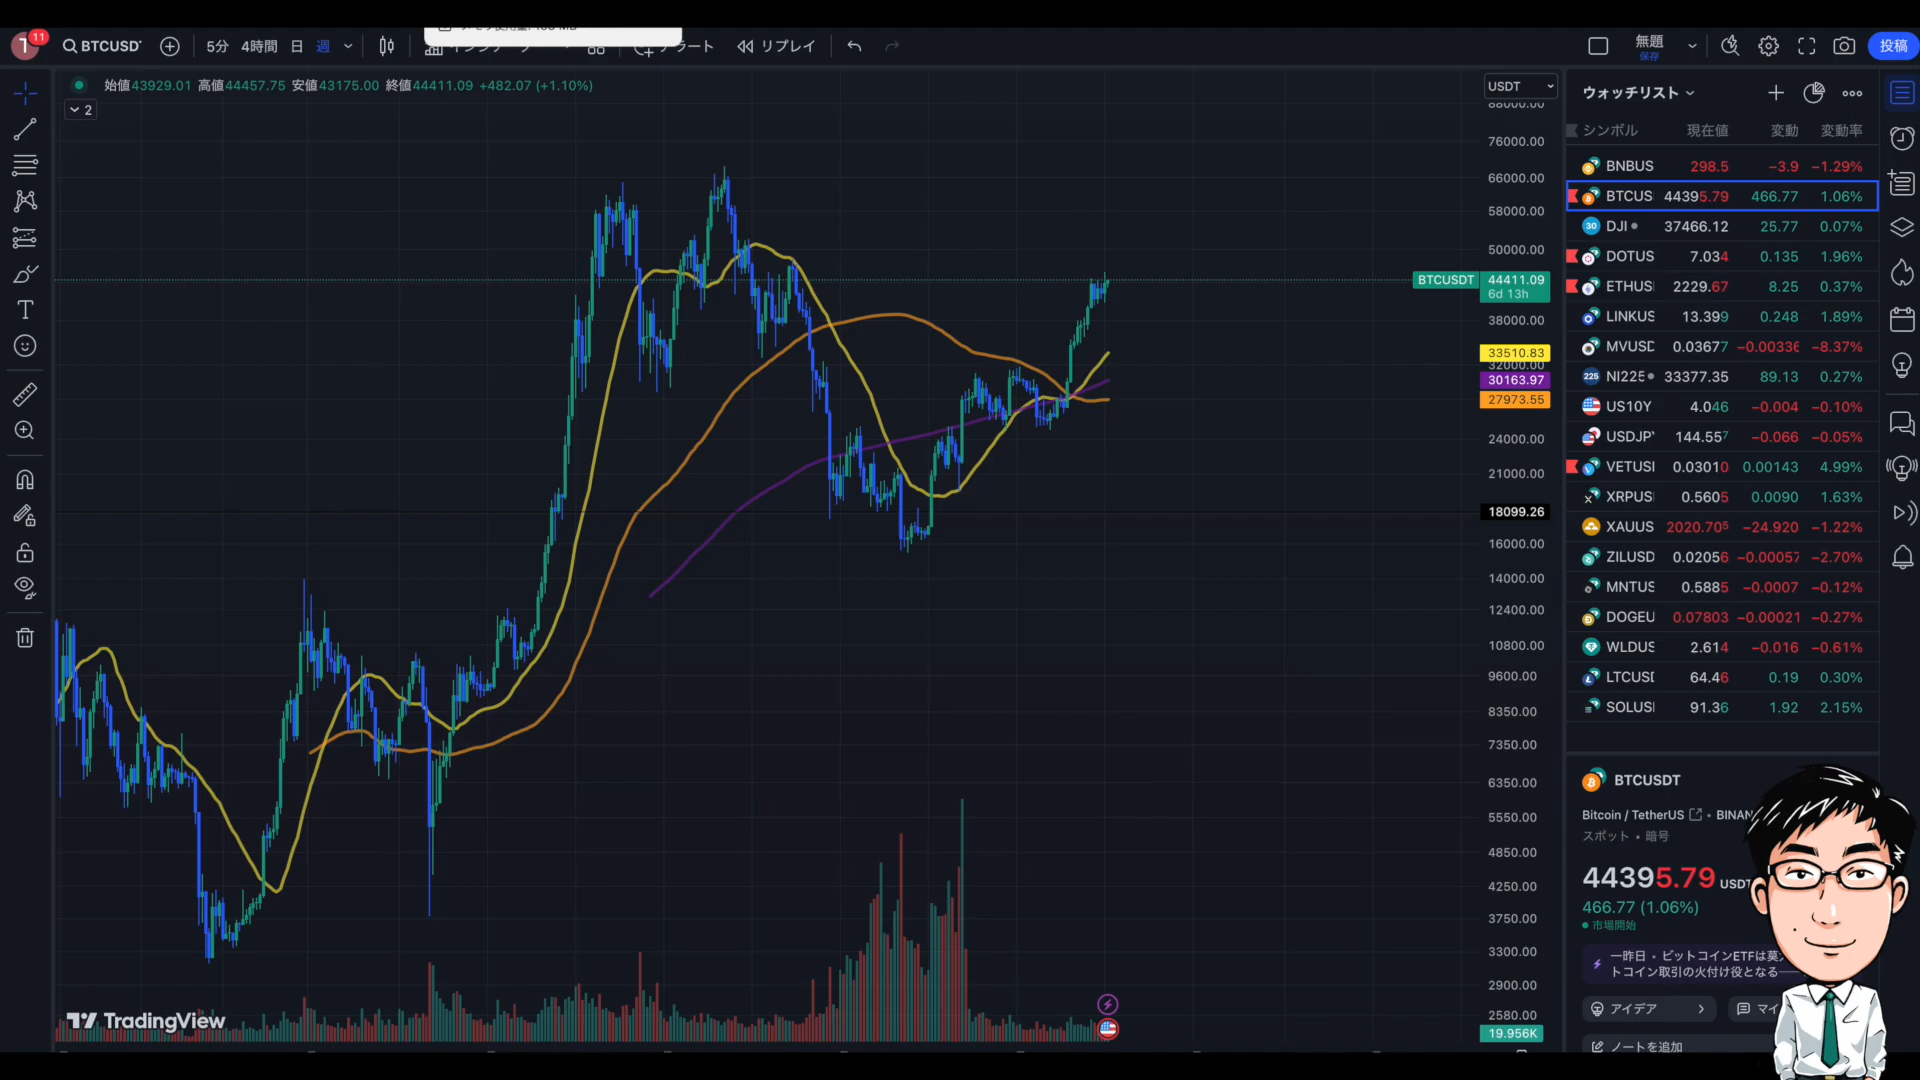 11
BTCUSD
5分 4時間 日 週
リプレイ
無題
保存
投稿
始値43929.01 高値44457.75 安値43175.00 終値44411.09 +482.07 (+1.10%)
2
USDT
88000.00
76000.00
66000.00
58000.00
50000.00
BTCUSDT 44411.09
6d 13h
38000.00
33510.83
32000.00
30163.97
27973.55
24000.00
21000.00
18099.26
16000.00
14000.00
12400.00
10800.00
9600.00
8350.00
7350.00
6350.00
5550.00
4850.00
4250.00
3750.00
3300.00
2900.00
2580.00
19.956K
TradingView
ウォッチリスト
シンボル 現在値 変動 変動率
BNBUS 298.5 −3.9 −1.29%
BTCUS 44395.79 466.77 1.06%
30 DJI 37466.12 25.77 0.07%
DOTUS 7.034 0.135 1.96%
ETHUS 2229.67 8.25 0.37%
LINKUS 13.399 0.248 1.89%
MVUSD 0.03677 −0.00336 −8.37%
225 NI225 33377.35 89.13 0.27%
US10Y 4.046 −0.004 −0.10%
USDJPY 144.557 −0.066 −0.05%
VETUS 0.03010 0.00143 4.99%
XRPUS 0.5605 0.0090 1.63%
XAUUS 2020.705 −24.920 −1.22%
ZILUSD 0.02056 −0.00057 −2.70%
MNTUS 0.5885 −0.0007 −0.12%
DOGEU 0.07803 −0.00021 −0.27%
WLDUS 2.614 −0.016 −0.61%
LTCUSD 64.46 0.19 0.30%
SOLUS 91.36 1.92 2.15%
BTCUSDT
Bitcoin / TetherUS • BINAN
スポット • 暗号
44395.79 USDT
466.77 (1.06%)
市場開始
一昨日 • ビットコインETFは莫
トコイン取引の火付け役となる
アイデア
マイ
ノートを追加